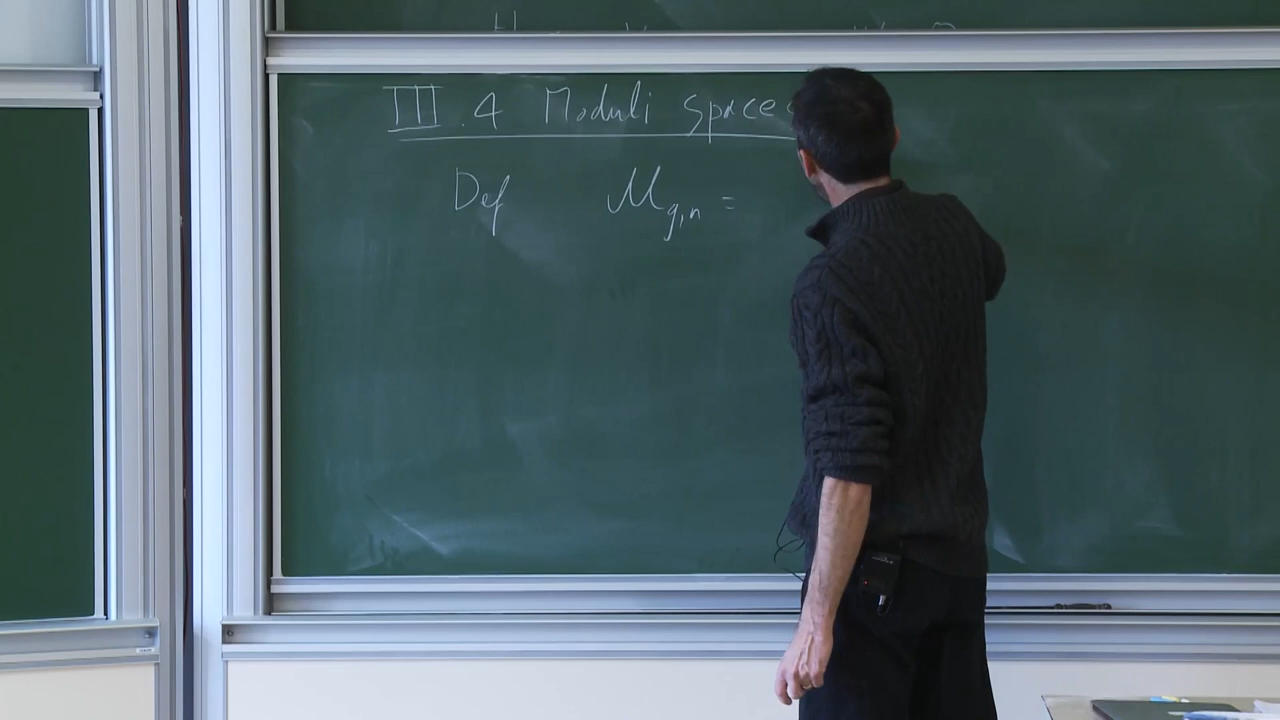 III.4 Moduli space
Def M_{g,n} =